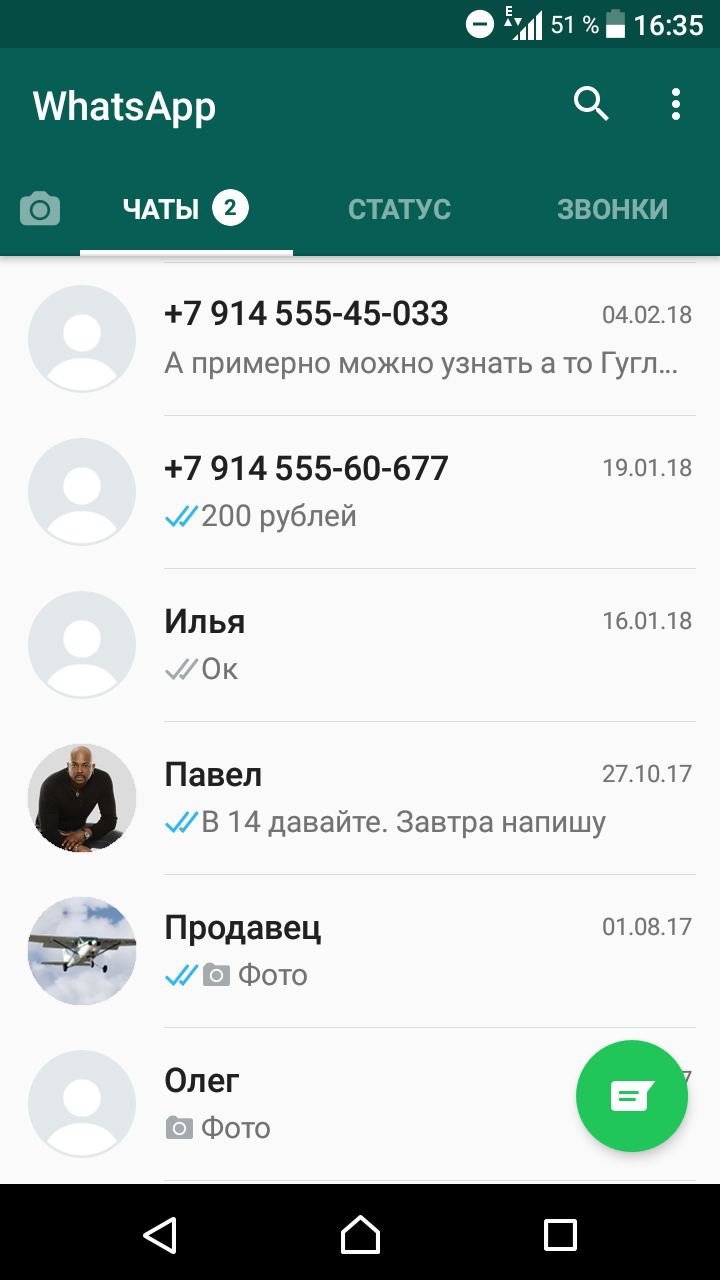 E 51 % 16:35
WhatsApp
ЧАТЫ 2 СТАТУС ЗВОНКИ
+7 914 555-45-033 04.02.18
А примерно можно узнать а то Гугл...
+7 914 555-60-677 19.01.18
200 рублей
Илья 16.01.18
Ок
Павел 27.10.17
В 14 давайте. Завтра напишу
Продавец 01.08.17
Фото
Олег 7
Фото